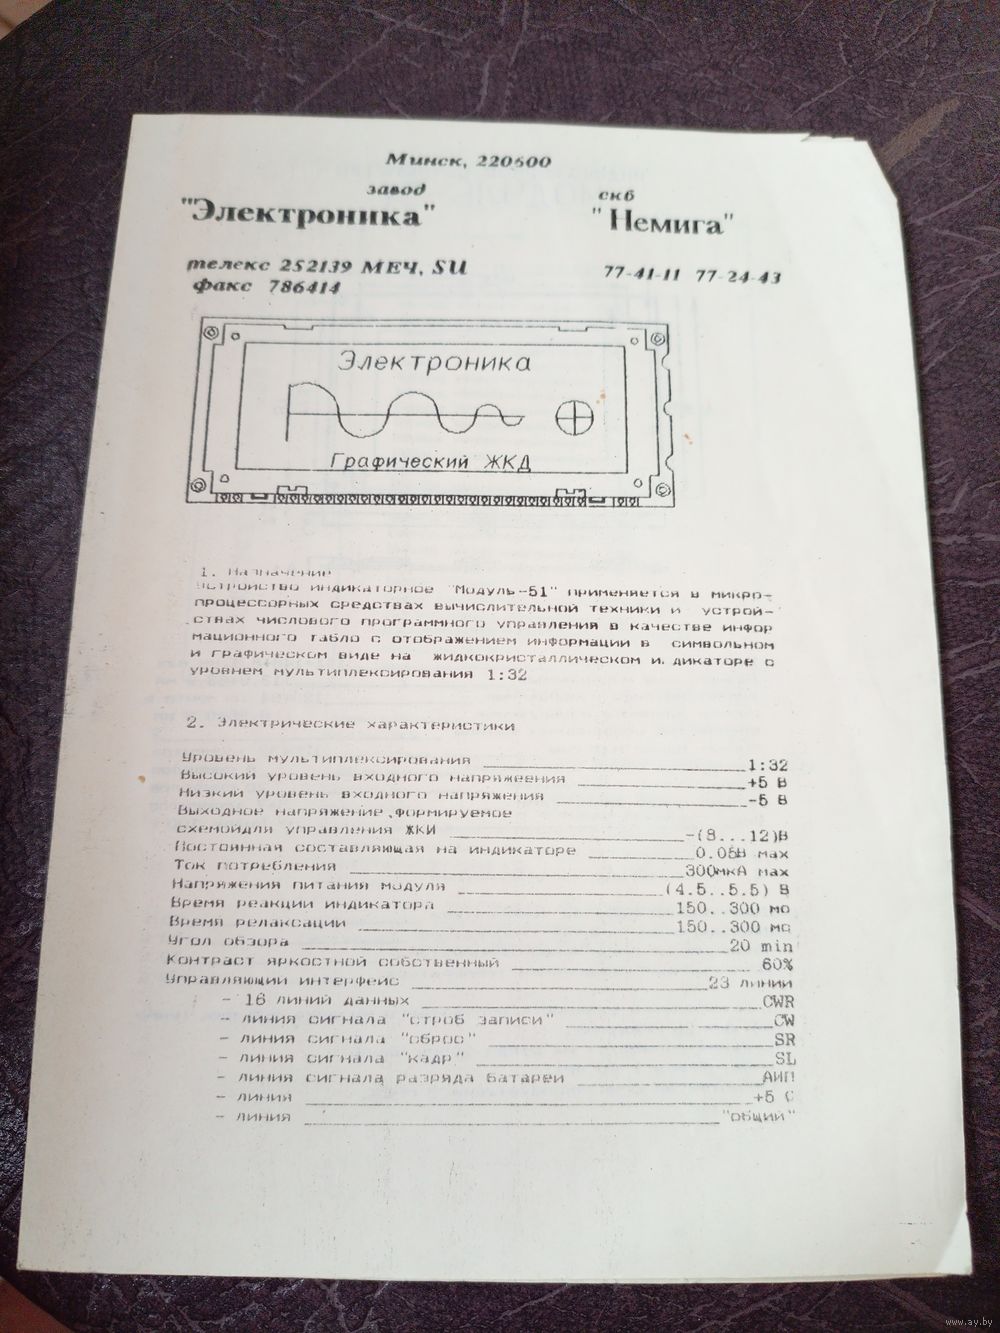 Минск, 220600
завод
"Электроника"
скб
"Немига"
телекс 252139 МЕЧ, SU
77-41-11 77-24-43
факс 786414
Электроника
Графический ЖКД
1. Назначение
Устройство индикаторное "Модуль-51" применяется в микро-
процессорных средствах вычислительной техники и устрой-
ствах числового программного управления в качестве инфор
мационного табло с отображением информации в символьном
и графическом виде на жидкокристаллическом и. дикаторе с
уровнем мультиплексирования 1:32
2. Электрические характеристики
Уровень мультиплексирования 1:32
Высокий уровень входного напряжеения +5 В
Низкий уровень входного напряжения -5 В
Выходное напряжение, формируемое
схемойдля управления ЖКИ -(8...12)В
Постоянная составляющая на индикаторе мах
Ток потребления 300мкА мах
Напряжения питания модуля (4.5..5.5) В
Время реакции индикатора 150..300 мс
Время релаксации 150..300 мс
Угол обзора 20 min
Контраст яркостной собственный 60%
Управляющий интерфейс 23 линии
- 16 линий данных CWR
- линия сигнала "строб записи" CW
- линия сигнала "сброс" SR
- линия сигнала "кадр" SL
- линия сигнала разряда батареи АИП
- линия +5
- линия "общий"
www.ay.by